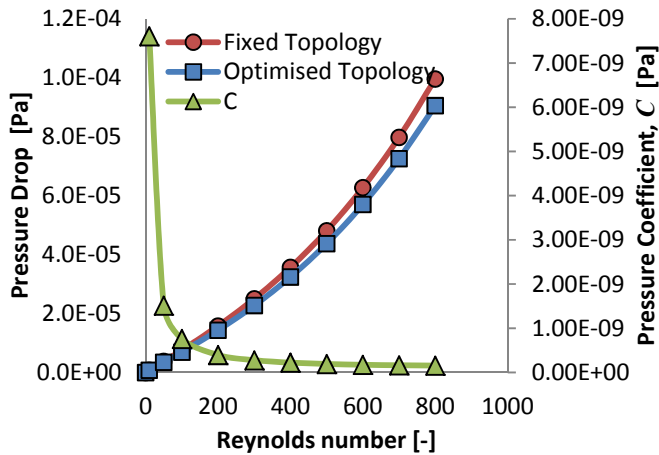 1.2E-04
1.0E-04
8.0E-05
6.0E-05
4.0E-05
2.0E-05
0.0E+00
Pressure Drop [Pa]
Fixed Topology
Optimised Topology
C
8.00E-09
7.00E-09
6.00E-09
5.00E-09
4.00E-09
3.00E-09
2.00E-09
1.00E-09
0.00E+00
Pressure Coefficient, C [Pa]
0 200 400 600 800 1000
Reynolds number [-]